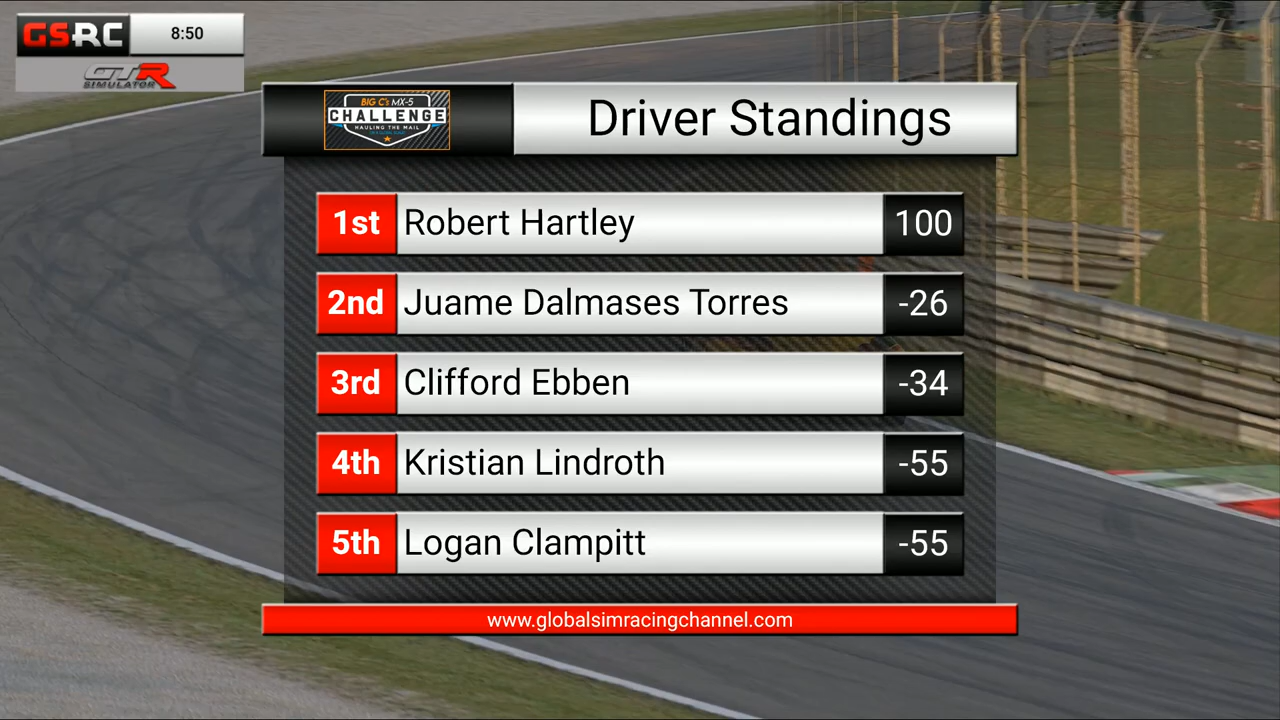 GSRC
8:50
GTR
SIMULATOR
BIG C's MX-5
CHALLENGE
HAULING THE MAIL
Driver Standings
1st Robert Hartley 100
2nd Juame Dalmases Torres -26
3rd Clifford Ebben -34
4th Kristian Lindroth -55
5th Logan Clampitt -55
www.globalsimracingchannel.com